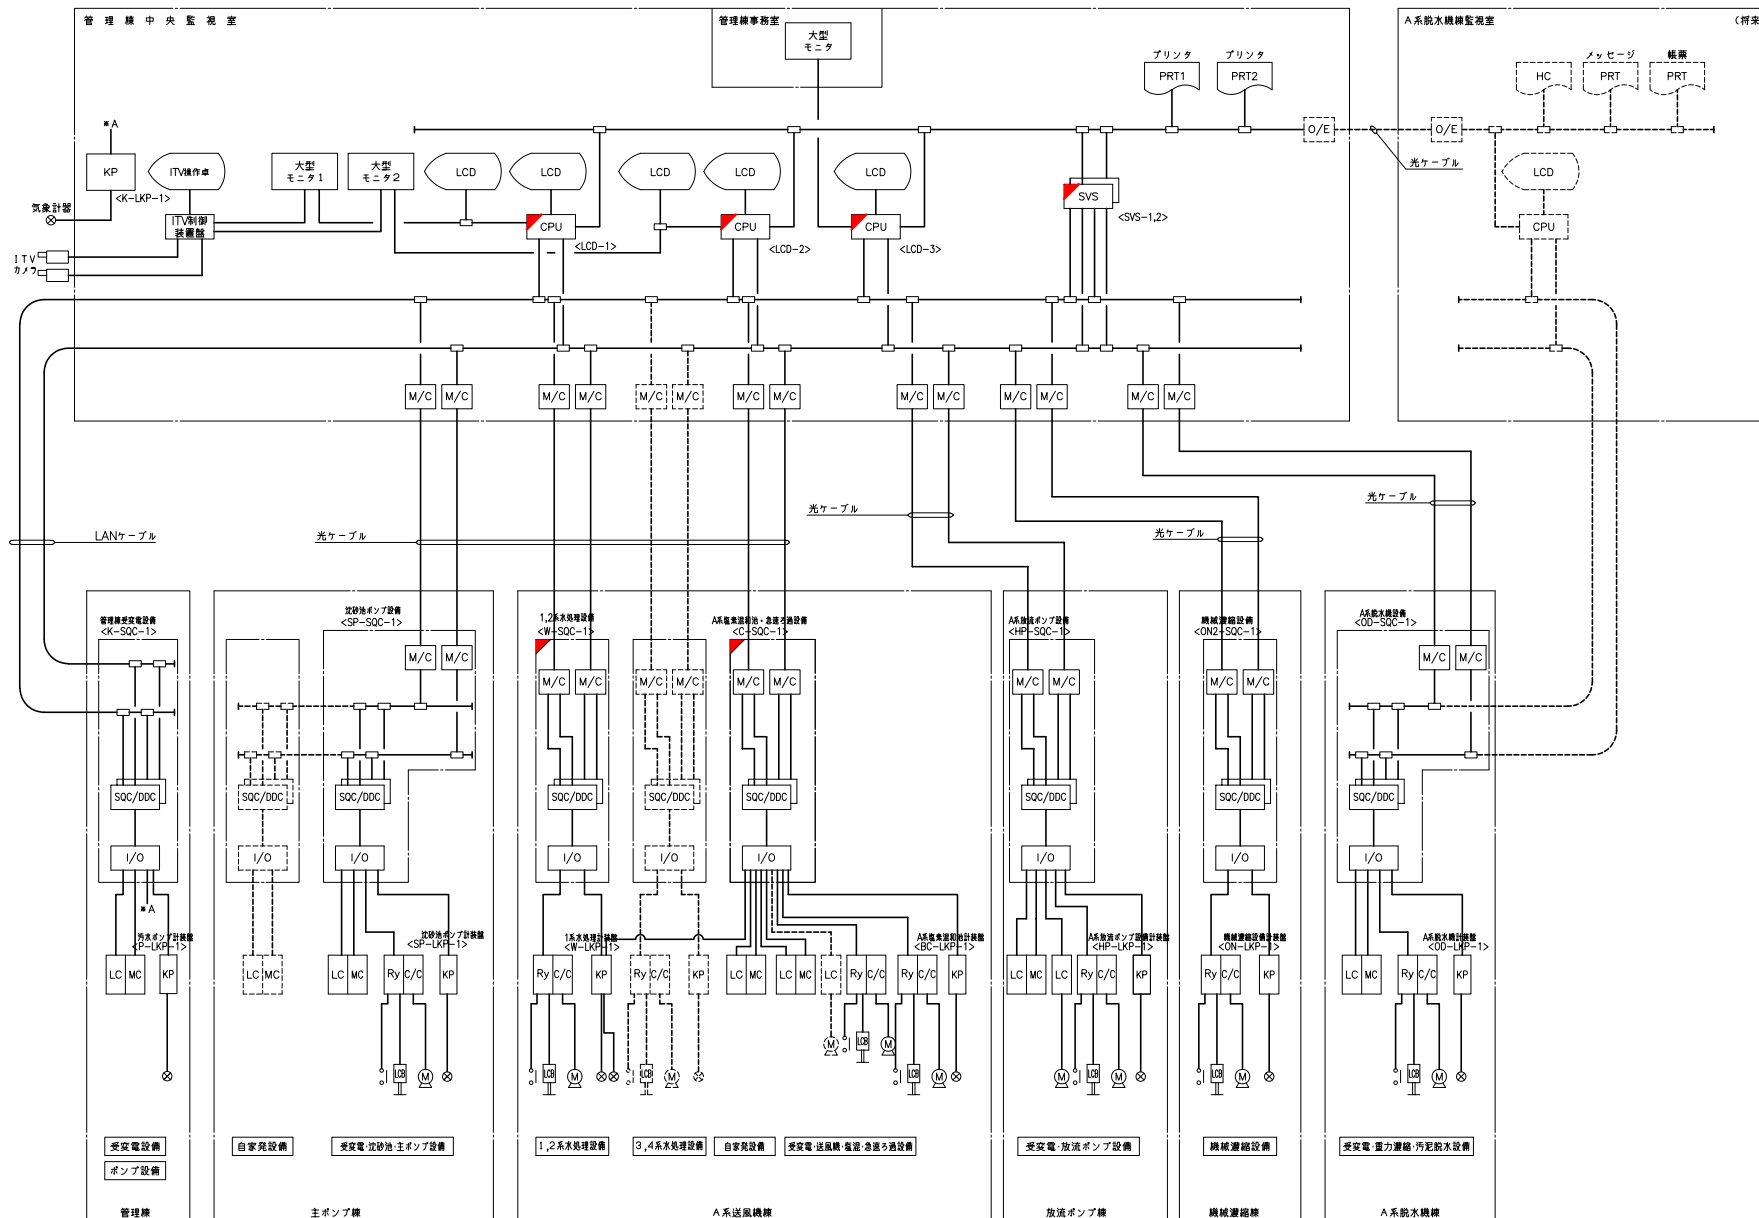 管理棟中央監視室
管理棟事務室
A系脱水機棟監視室
(将来
大型
モニタ
プリンタ
PRT1
プリンタ
PRT2
HC
メッセージ
PRT
帳票
PRT
※A
KP
<K-LKP-1>
気象計器
ITV操作卓
ITV制御
装置盤
ITV
カメラ
大型
モニタ1
大型
モニタ2
LCD
LCD
CPU
<LCD-1>
LCD
LCD
CPU
<LCD-2>
LCD
CPU
<LCD-3>
SVS
<SVS-1,2>
O/E
O/E
光ケーブル
LCD
CPU
M/C
M/C
M/C
M/C
M/C
M/C
M/C
M/C
M/C
M/C
M/C
M/C
M/C
M/C
LANケーブル
光ケーブル
光ケーブル
光ケーブル
光ケーブル
管理棟受変電設備
<K-SQC-1>
沈砂池ポンプ設備
<SP-SQC-1>
1,2系水処理設備
<W-SQC-1>
A系塩素混和池・急速ろ過設備
<C-SQC-1>
A系放流ポンプ設備
<HP-SQC-1>
機械濃縮設備
<ON2-SQC-1>
A系脱水機設備
<OD-SQC-1>
M/C
M/C
M/C
M/C
M/C
M/C
M/C
M/C
M/C
M/C
M/C
M/C
M/C
M/C
SQC/DDC
SQC/DDC
SQC/DDC
SQC/DDC
SQC/DDC
SQC/DDC
SQC/DDC
SQC/DDC
SQC/DDC
I/O
I/O
I/O
I/O
I/O
I/O
I/O
I/O
I/O
※A
汚水ポンプ計装盤
<P-LKP-1>
沈砂池ポンプ計装盤
<SP-LKP-1>
1系水処理計装盤
<W-LKP-1>
A系塩素混和池計装盤
<BC-LKP-1>
A系放流ポンプ設備計装盤
<HP-LKP-1>
機械濃縮設備計装盤
<ON-LKP-1>
A系脱水機計装盤
<OD-LKP-1>
LC
MC
KP
LC
MC
LC
MC
Ry
C/C
KP
Ry
C/C
KP
Ry
C/C
KP
LC
MC
LC
MC
LC
Ry
C/C
Ry
C/C
KP
LC
MC
LC
Ry
C/C
KP
Ry
C/C
KP
LC
MC
Ry
C/C
KP
M
LCB
M
LCB
M
LCB
M
LCB
M
LCB
M
M
LCB
M
LCB
M
LCB
M
受変電設備
ポンプ設備
自家発設備
受変電・沈砂池・主ポンプ設備
1,2系水処理設備
3,4系水処理設備
自家発設備
受変電・送風機・塩混・急速ろ過設備
受変電・放流ポンプ設備
機械濃縮設備
受変電・重力濃縮・汚泥脱水設備
管理棟
主ポンプ棟
A系送風機棟
放流ポンプ棟
機械濃縮棟
A系脱水機棟